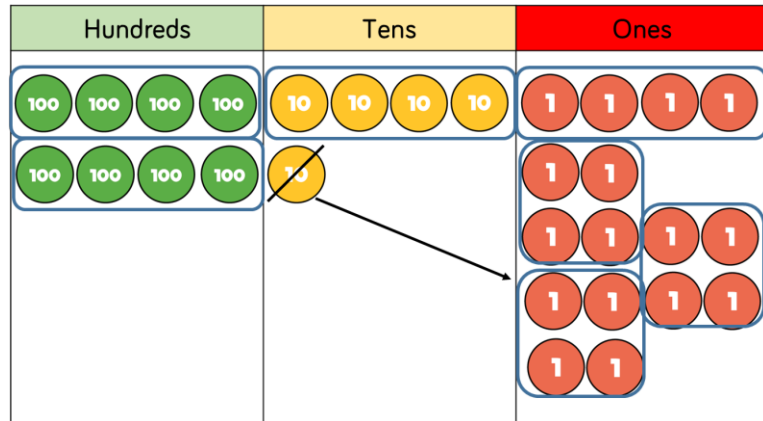 Hundreds Tens Ones
100 100 100 100 10 10 10 10 1 1 1 1
100 100 100 100 10 1 1
1 1 1 1
1 1 1 1
1 1